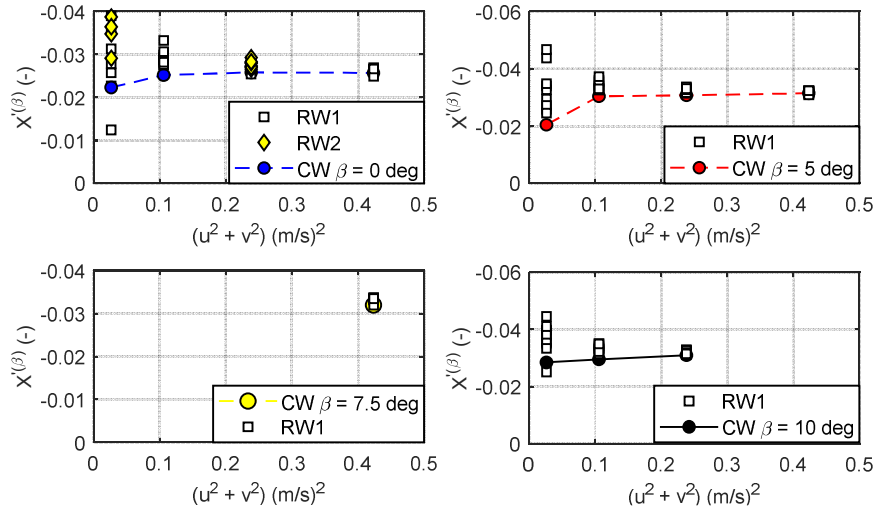 -0.04
-0.03
-0.02
-0.01
0
X'(β) (-)
0 0.1 0.2 0.3 0.4 0.5
(u² + v²) (m/s)²
RW1
RW2
CW β = 0 deg
-0.06
-0.04
-0.02
0
X'(β) (-)
0 0.1 0.2 0.3 0.4 0.5
(u² + v²) (m/s)²
RW1
CW β = 5 deg
-0.04
-0.03
-0.02
-0.01
0
X'(β) (-)
0 0.1 0.2 0.3 0.4 0.5
(u² + v²) (m/s)²
CW β = 7.5 deg
RW1
-0.06
-0.04
-0.02
0
X'(β) (-)
0 0.1 0.2 0.3 0.4 0.5
(u² + v²) (m/s)²
RW1
CW β = 10 deg